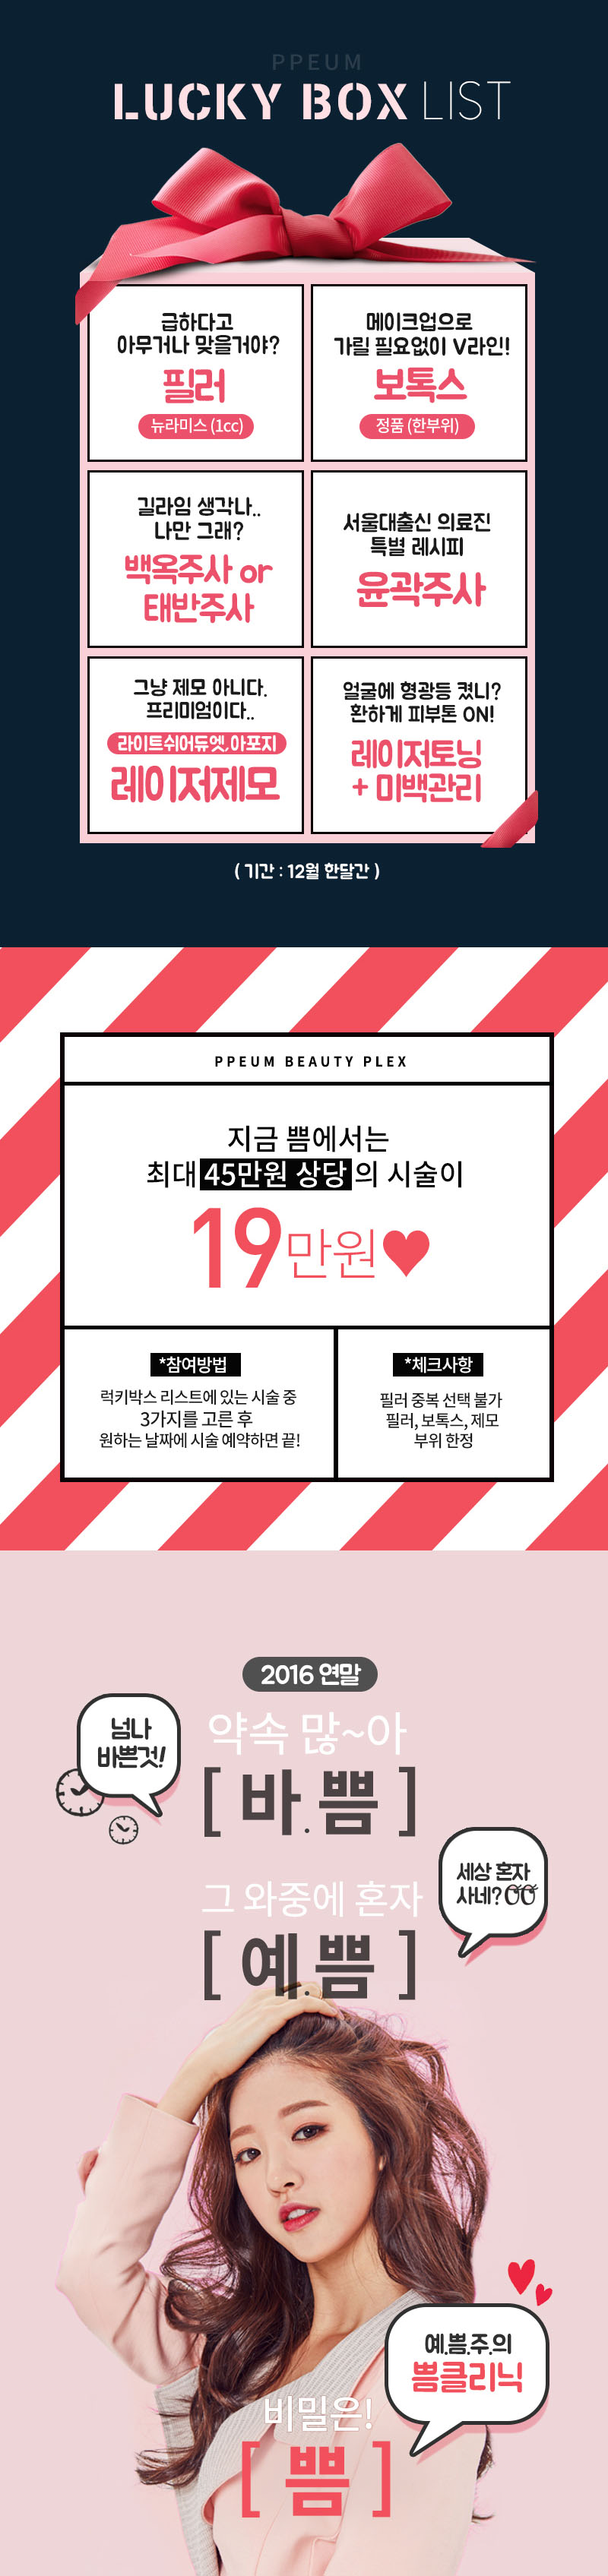 PPEUM
LUCKY BOX LIST
급하다고
아무거나 맞을거야?
필러
뉴라미스 (1cc)
메이크업으로
가릴 필요없이 V라인!
보톡스
정품 (한부위)
길라임 생각나..
나만 그래?
백옥주사 or
태반주사
서울대출신 의료진
특별 레시피
윤곽주사
그냥 제모 아니다.
프리미엄이다..
라이트쉬어듀엣,아포지
레이저제모
얼굴에 형광등 켰니?
환하게 피부톤 ON!
레이저토닝
+ 미백관리
( 기간 : 12월 한달간 )
PPEUM BEAUTY PLEX
지금 쁨에서는
최대 45만원 상당의 시술이
19만원♥
*참여방법
럭키박스 리스트에 있는 시술 중
3가지를 고른 후
원하는 날짜에 시술 예약하면 끝!
*체크사항
필러 중복 선택 불가
필러, 보톡스, 제모
부위 한정
2016 연말
넘나
바쁜것!
약속 많~아
[ 바.쁨 ]
세상 혼자
사네?
그 와중에 혼자
[ 예.쁨 ]
예.쁨.주.의
쁨클리닉
비밀은!
[ 쁨 ]